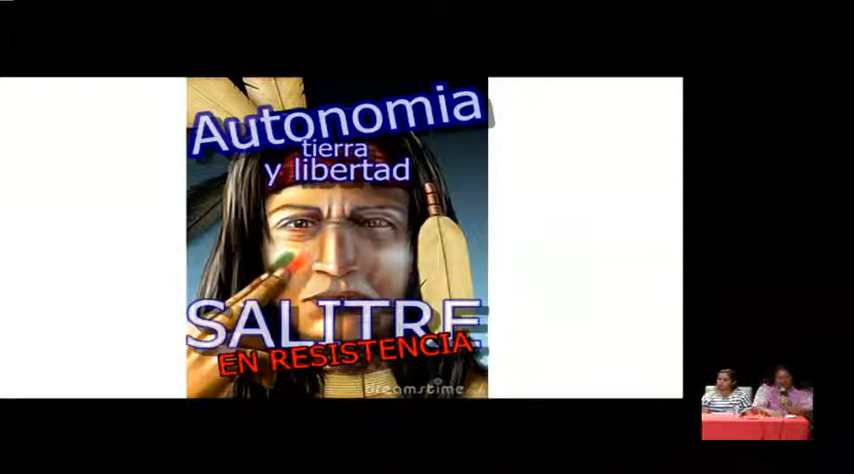 Autonomia
tierra
y libertad
SALITRE
EN RESISTENCIA
dreamstime